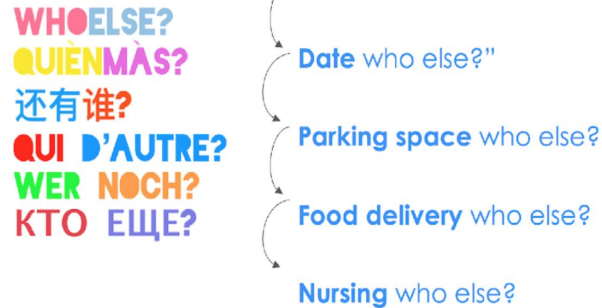 WHOELSE?
QUIÈNMÀS?
还有谁?
QUI D'AUTRE?
WER NOCH?
КТО ЕЩЕ?
Date who else?”
Parking space who else?
Food delivery who else?
Nursing who else?